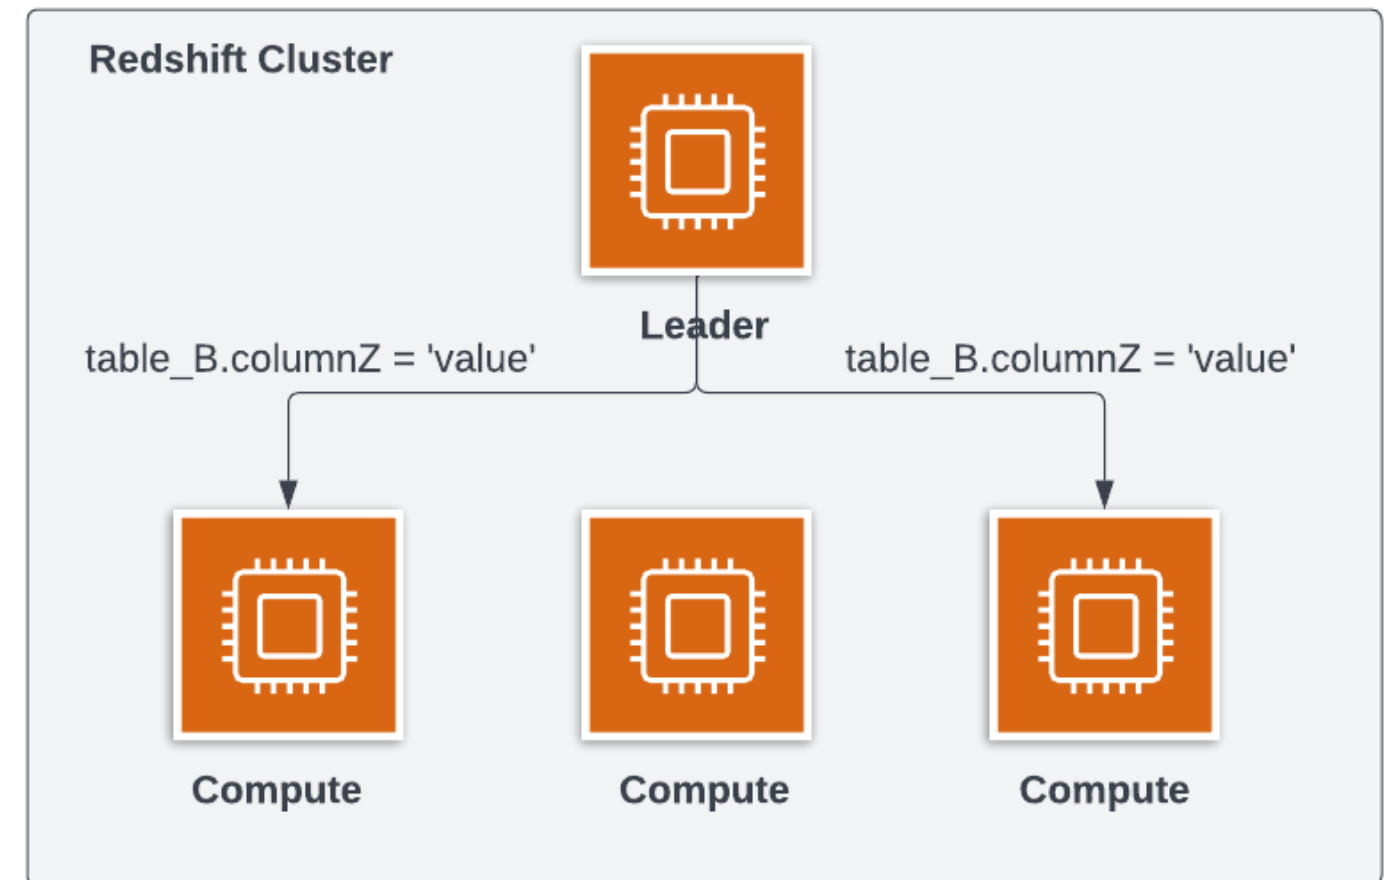 Redshift Cluster
Leader
table_B.columnZ = 'value'
table_B.columnZ = 'value'
Compute
Compute
Compute